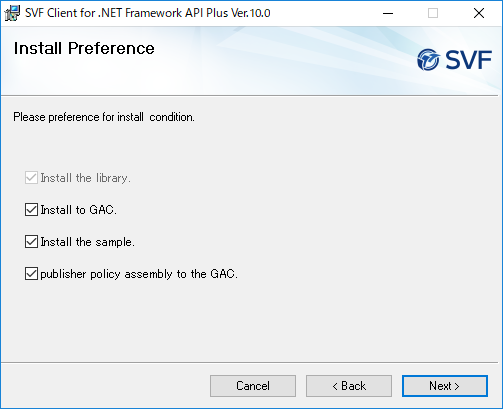 SVF Client for .NET Framework API Plus Ver.10.0
Install Preference
SVF
Please preference for install condition.
Install the library.
Install to GAC.
Install the sample.
publisher policy assembly to the GAC.
Cancel
< Back
Next >